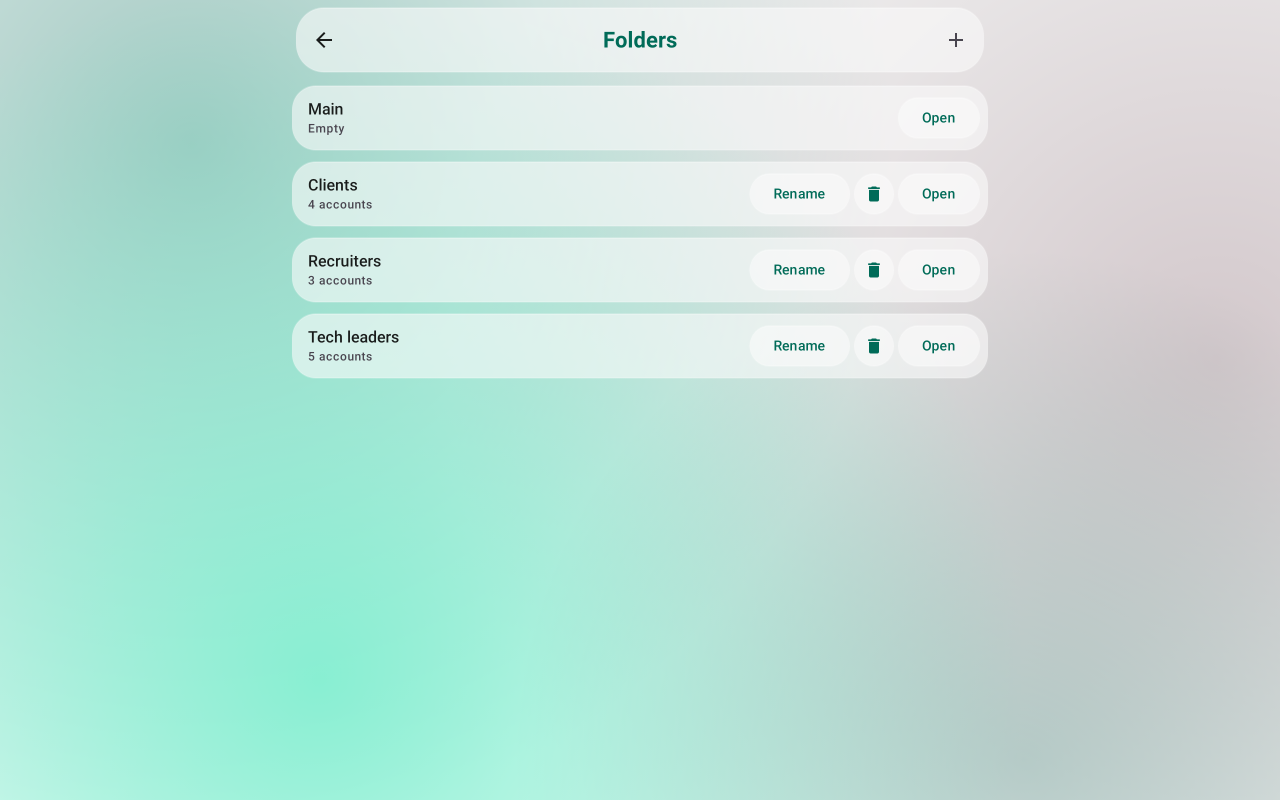 Folders
Main
Empty
Open
Clients
4 accounts
Rename
Open
Recruiters
3 accounts
Rename
Open
Tech leaders
5 accounts
Rename
Open